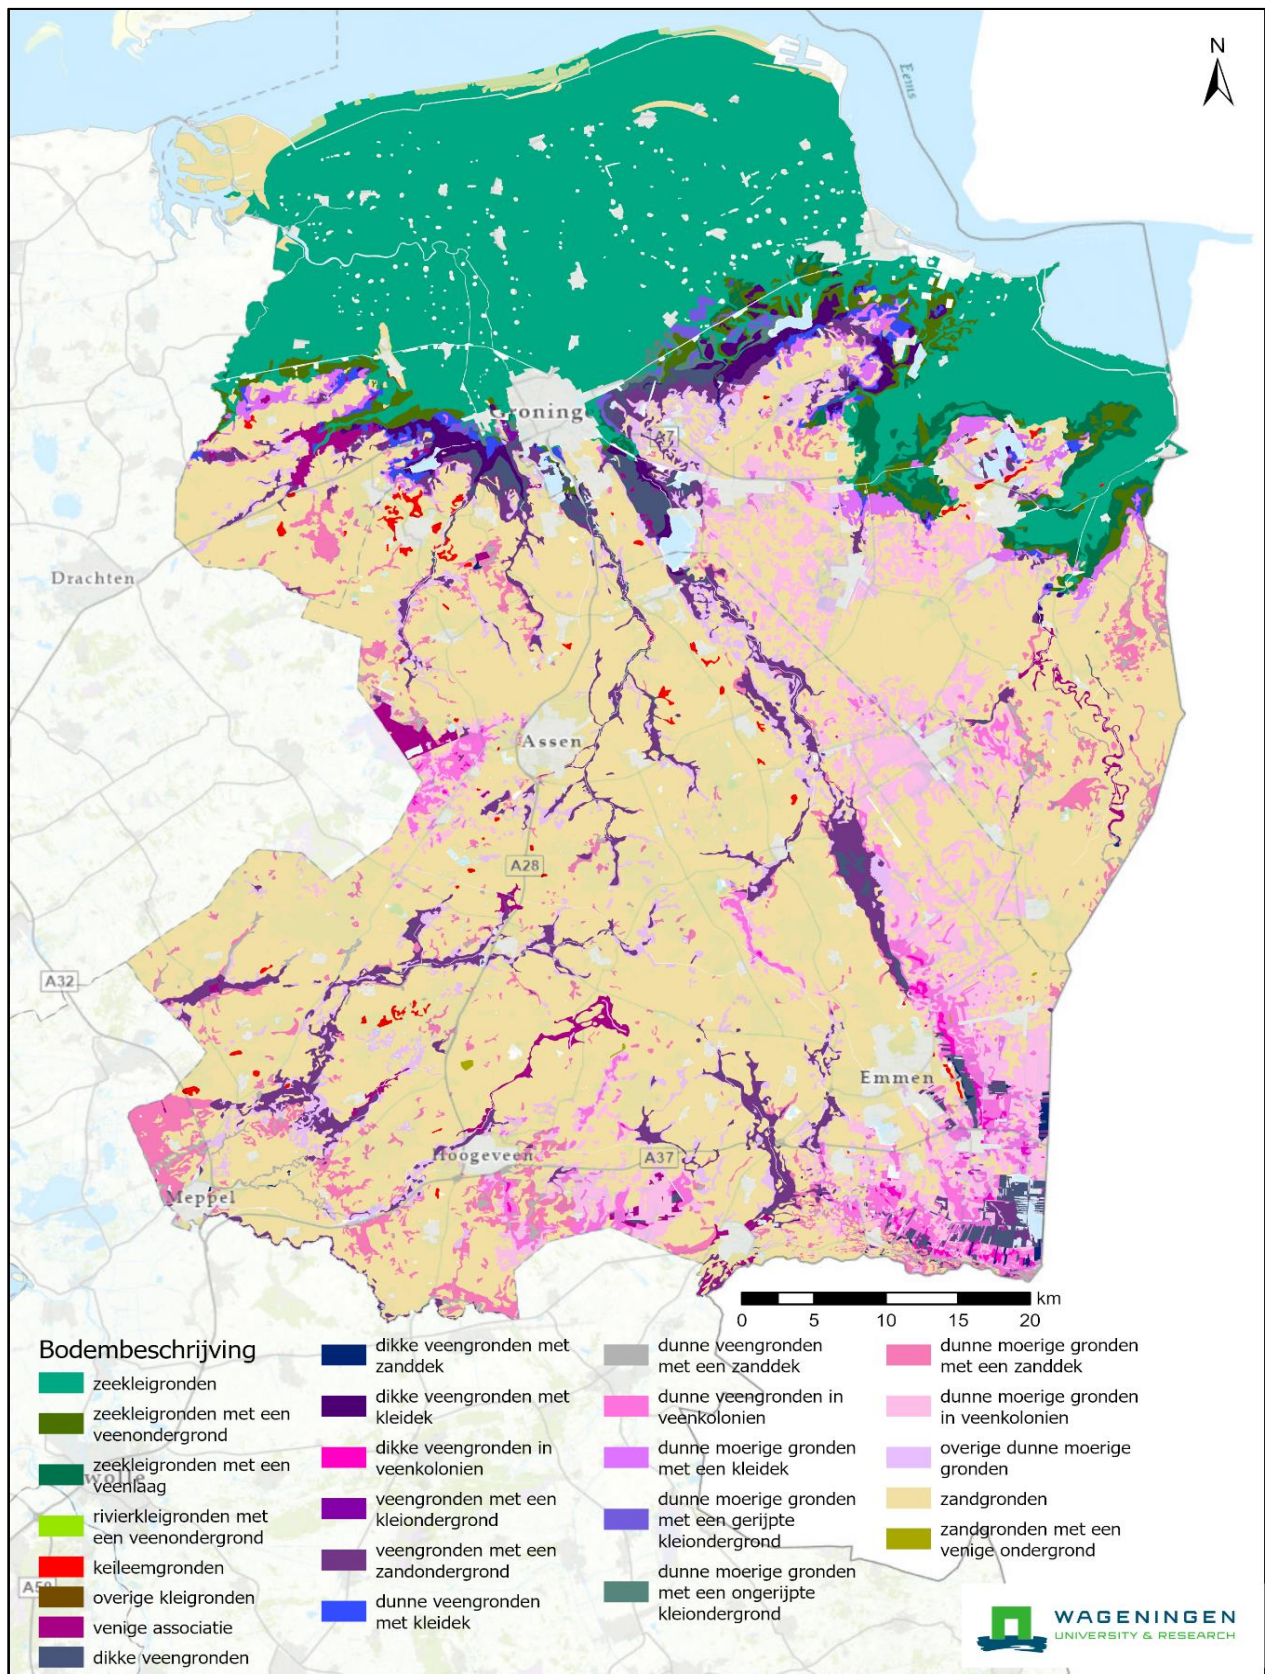 N
Eems
Groningen
A7
Drachten
Assen
A28
A32
Emmen
Hoogeveen
A37
Meppel
km
0 5 10 15 20
Bodembeschrijving
zeekleigronden
zeekleigronden met een
veenondergrond
zeekleigronden met een
veenlaag
wolle
rivierkleigronden met
een veenondergrond
keileemgronden
A50
overige kleigronden
venige associatie
dikke veengronden
dikke veengronden met
zanddek
dikke veengronden met
kleidek
dikke veengronden in
veenkolonien
veengronden met een
kleiondergrond
veengronden met een
zandondergrond
dunne veengronden
met kleidek
dunne veengronden
met een zanddek
dunne veengronden in
veenkolonien
dunne moerige gronden
met een kleidek
dunne moerige gronden
met een gerijpte
kleiondergrond
dunne moerige gronden
met een ongerijpte
kleiondergrond
dunne moerige gronden
met een zanddek
dunne moerige gronden
in veenkolonien
overige dunne moerige
gronden
zandgronden
zandgronden met een
venige ondergrond
WAGENINGEN
UNIVERSITY & RESEARCH